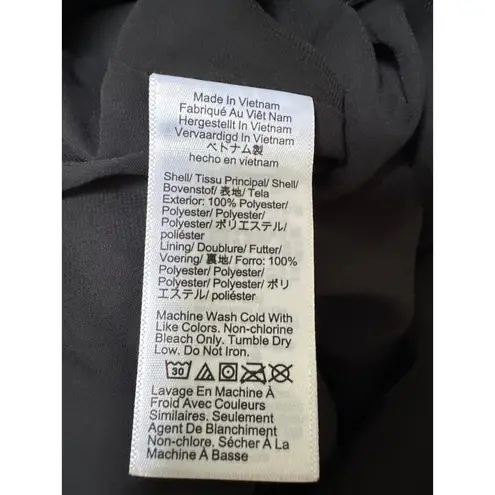 Made In Vietnam
Fabriqué Au Viêt Nam
Hergestellt In Vietnam
Vervaardigd In Vietnam
ベトナム製
hecho en vietnam
Shell/ Tissu Principal/ Shell/
Bovenstof/ 表地/ Tela
Exterior: 100% Polyester/
Polyester/ Polyester/
Polyester/ ポリエステル/
poliéster
Lining/ Doublure/ Futter/
Voering/ 裏地/ Forro: 100%
Polyester/ Polyester/
Polyester/ Polyester/ ポリ
エステル/ poliéster
Machine Wash Cold With
Like Colors. Non-chlorine
Bleach Only. Tumble Dry
Low. Do Not Iron.
30
Lavage En Machine À
Froid Avec Couleurs
Similaires. Seulement
Agent De Blanchiment
Non-chlore. Sécher À La
Machine À Basse